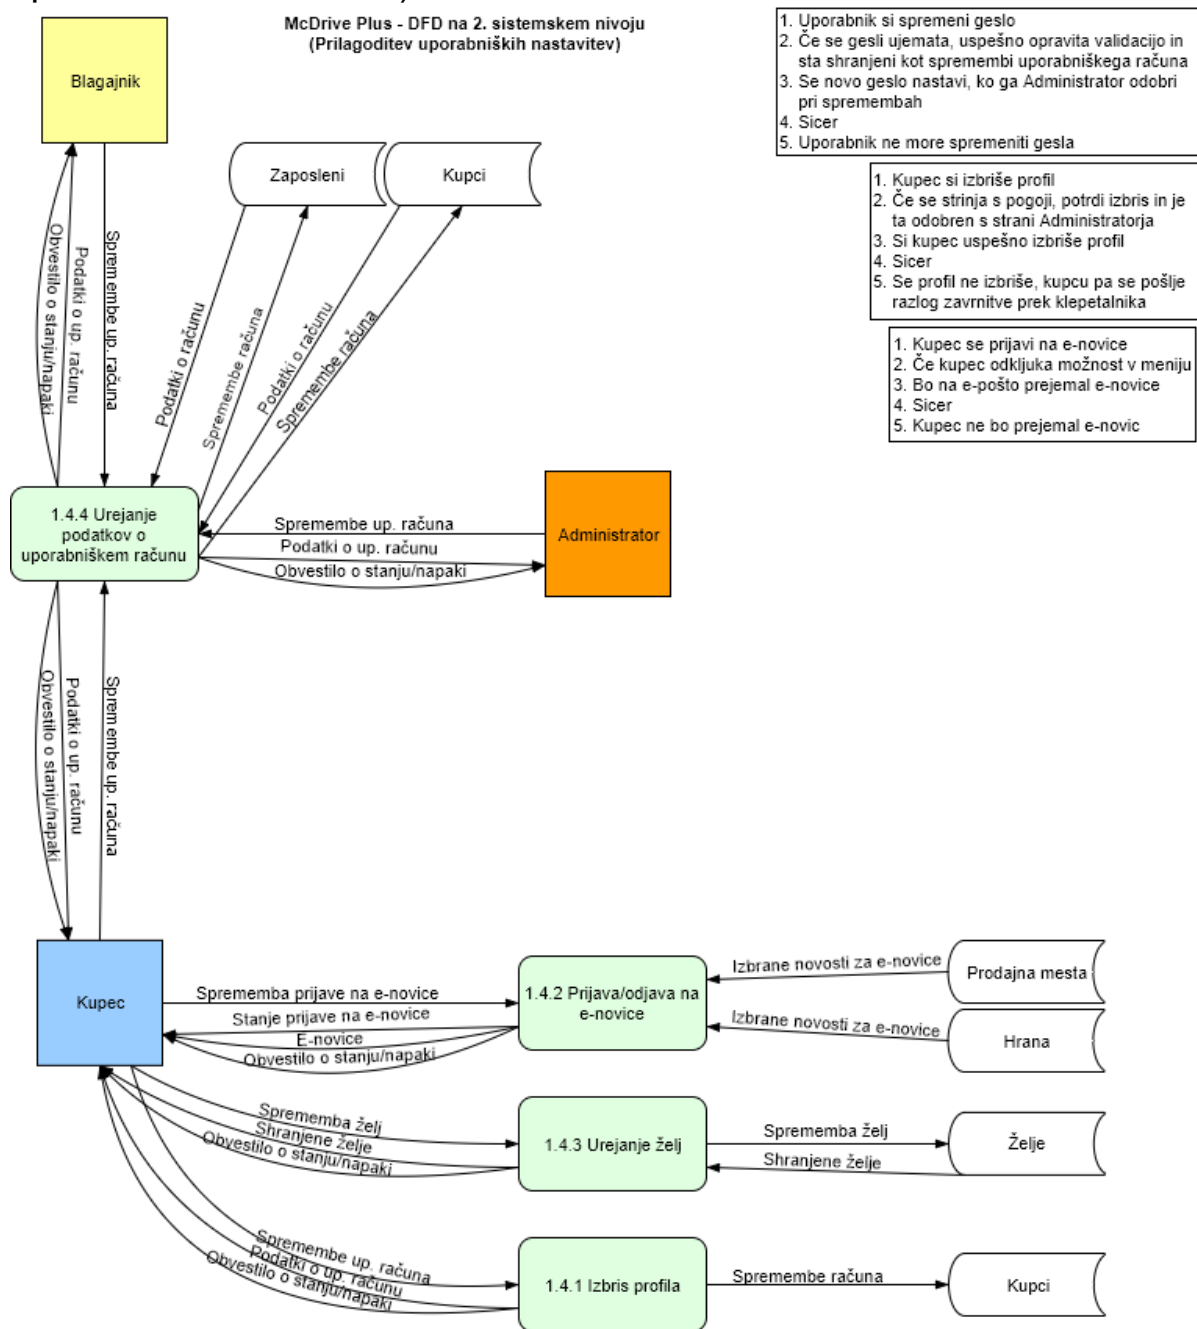 McDrive Plus - DFD na 2. sistemskem nivoju
(Prilagoditev uporabniških nastavitev)
1. Uporabnik si spremeni geslo
2. Če se gesli ujemata, uspešno opravita validacijo in
sta shranjeni kot spremembi uporabniškega računa
3. Se novo geslo nastavi, ko ga Administrator odobri
pri spremembah
4. Sicer
5. Uporabnik ne more spremeniti gesla
1. Kupec si izbriše profil
2. Če se strinja s pogoji, potrdi izbris in je
ta odobren s strani Administratorja
3. Si kupec uspešno izbriše profil
4. Sicer
5. Se profil ne izbriše, kupcu pa se pošlje
razlog zavrnitve prek klepetalnika
1. Kupec se prijavi na e-novice
2. Če kupec odkljuka možnost v meniju
3. Bo na e-pošto prejemal e-novice
4. Sicer
5. Kupec ne bo prejemal e-novic
Blagajnik
Zaposleni
Kupci
Obvestilo o stanju/napaki
Podatki o up. računu
Spremembe up. računa
Podatki o računu
Spremembe računa
Podatki o računu
Spremembe računa
1.4.4 Urejanje
podatkov o
uporabniškem računu
Spremembe up. računa
Podatki o up. računu
Obvestilo o stanju/napaki
Administrator
Obvestilo o stanju/napaki
Podatki o up. računu
Spremembe up. računa
Kupec
Sprememba prijave na e-novice
Stanje prijave na e-novice
E-novice
Obvestilo o stanju/napaki
1.4.2 Prijava/odjava na
e-novice
Izbrane novosti za e-novice
Prodajna mesta
Izbrane novosti za e-novice
Hrana
Sprememba želj
Shranjene želje
Obvestilo o stanju/napaki
1.4.3 Urejanje želj
Sprememba želj
Shranjene želje
Želje
Spremembe up. računa
Podatki o up. računu
Obvestilo o stanju/napaki
1.4.1 Izbris profila
Spremembe računa
Kupci